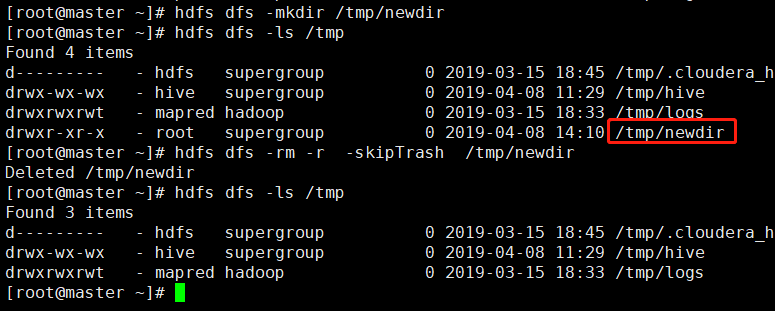 [root@master ~]# hdfs dfs -mkdir /tmp/newdir
[root@master ~]# hdfs dfs -ls /tmp
Found 4 items
d---------   - hdfs   supergroup          0 2019-03-15 18:45 /tmp/.cloudera_h
drwx-wx-wx   - hive   supergroup          0 2019-04-08 11:29 /tmp/hive
drwxrwxrwt   - mapred hadoop              0 2019-03-15 18:33 /tmp/logs
drwxr-xr-x   - root   supergroup          0 2019-04-08 14:10 /tmp/newdir
[root@master ~]# hdfs dfs -rm -r  -skipTrash  /tmp/newdir
Deleted /tmp/newdir
[root@master ~]# hdfs dfs -ls /tmp
Found 3 items
d---------   - hdfs   supergroup          0 2019-03-15 18:45 /tmp/.cloudera_h
drwx-wx-wx   - hive   supergroup          0 2019-04-08 11:29 /tmp/hive
drwxrwxrwt   - mapred hadoop              0 2019-03-15 18:33 /tmp/logs
[root@master ~]#